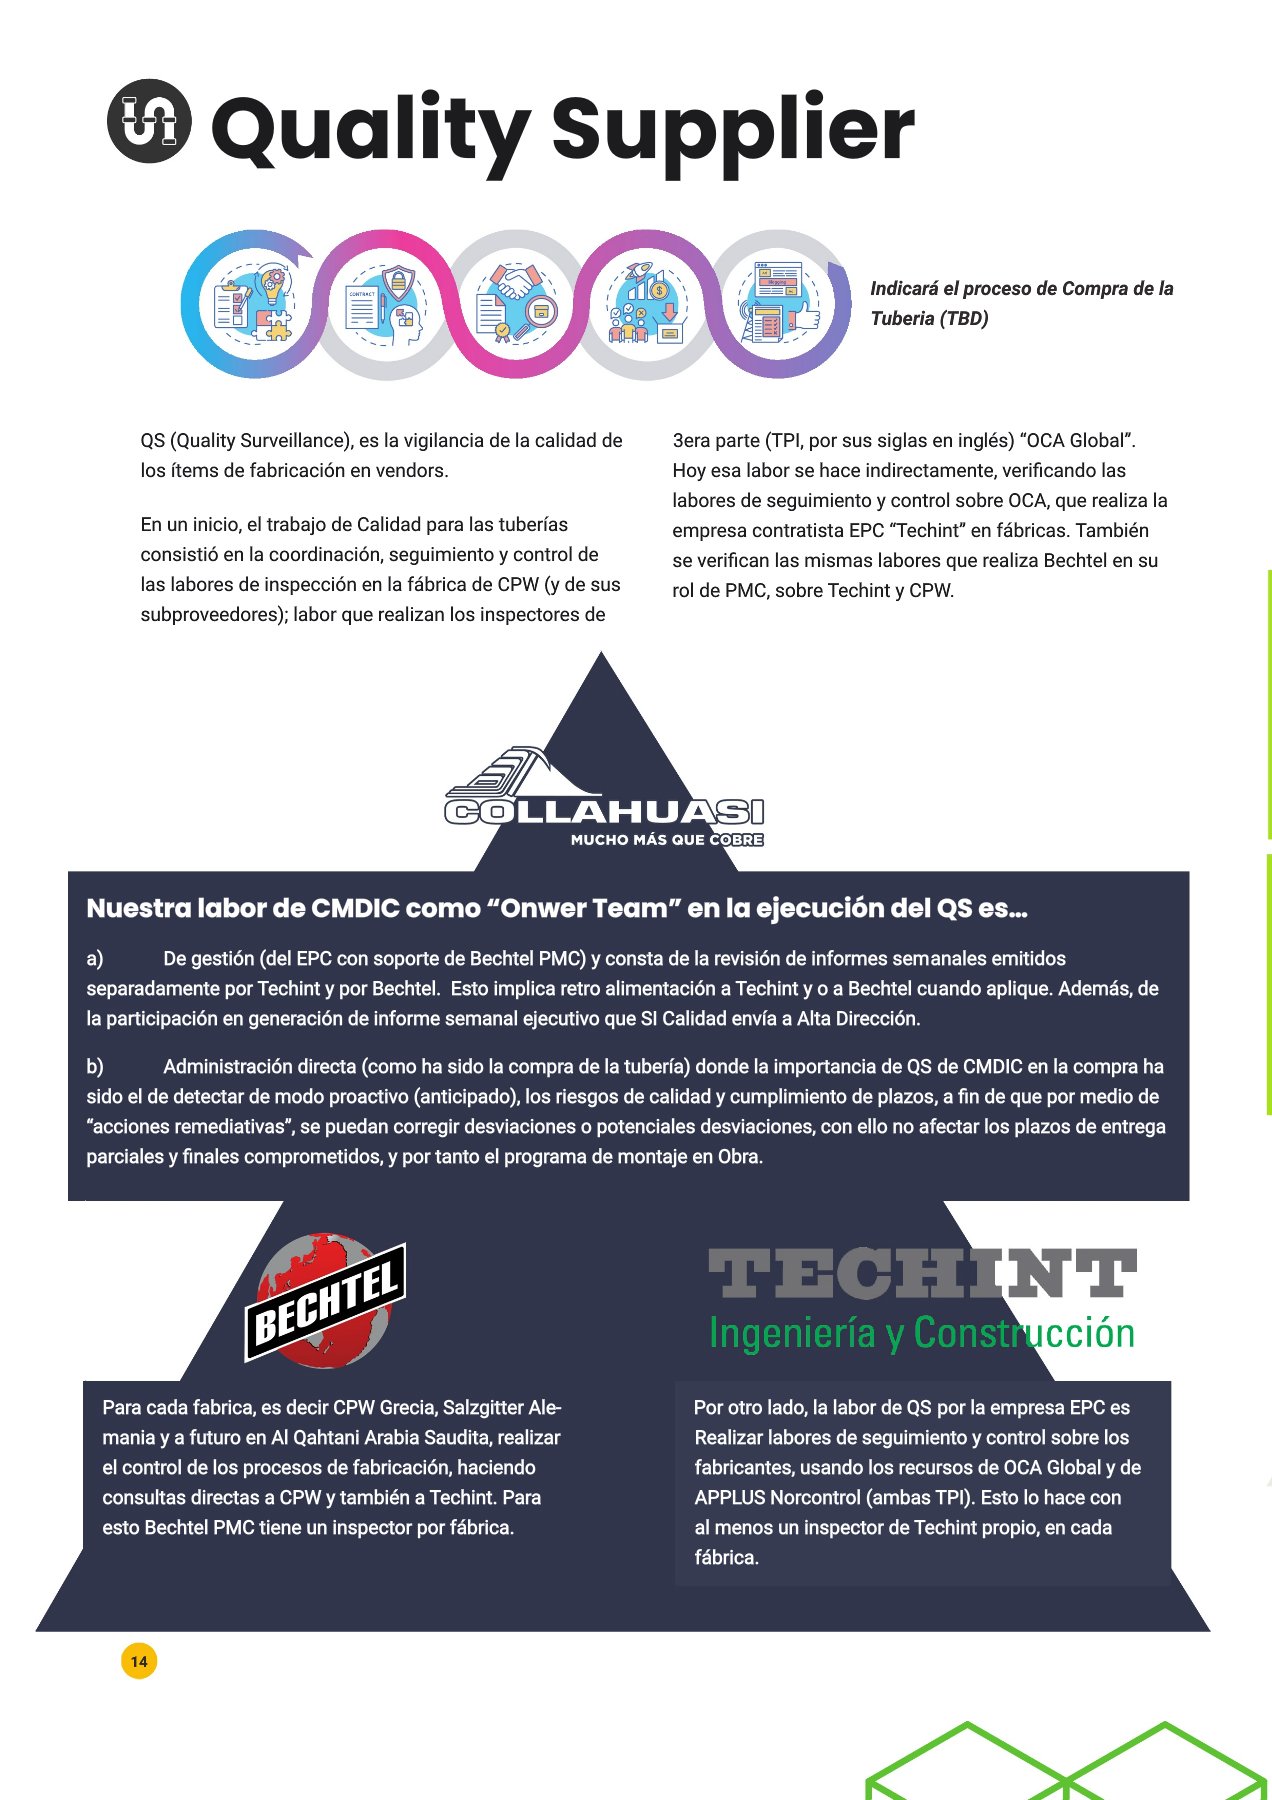 Quality Supplier
CONTRACT
Blogging
Indicará el proceso de Compra de la
Tuberia (TBD)
QS (Quality Surveillance), es la vigilancia de la calidad de
los ítems de fabricación en vendors.
En un inicio, el trabajo de Calidad para las tuberías
consistió en la coordinación, seguimiento y control de
las labores de inspección en la fábrica de CPW (y de sus
subproveedores); labor que realizan los inspectores de
3era parte (TPI, por sus siglas en inglés) “OCA Global”.
Hoy esa labor se hace indirectamente, verificando las
labores de seguimiento y control sobre OCA, que realiza la
empresa contratista EPC “Techint” en fábricas. También
se verifican las mismas labores que realiza Bechtel en su
rol de PMC, sobre Techint y CPW.
COLLAHUASI
MUCHO MÁS QUE COBRE
Nuestra labor de CMDIC como “Onwer Team” en la ejecución del QS es...
a) De gestión (del EPC con soporte de Bechtel PMC) y consta de la revisión de informes semanales emitidos
separadamente por Techint y por Bechtel. Esto implica retro alimentación a Techint y o a Bechtel cuando aplique. Además, de
la participación en generación de informe semanal ejecutivo que SI Calidad envía a Alta Dirección.
b) Administración directa (como ha sido la compra de la tubería) donde la importancia de QS de CMDIC en la compra ha
sido el de detectar de modo proactivo (anticipado), los riesgos de calidad y cumplimiento de plazos, a fin de que por medio de
“acciones remediativas”, se puedan corregir desviaciones o potenciales desviaciones, con ello no afectar los plazos de entrega
parciales y finales comprometidos, y por tanto el programa de montaje en Obra.
BECHTEL
TECHINT
Ingeniería y Construcción
Para cada fabrica, es decir CPW Grecia, Salzgitter Ale-
mania y a futuro en Al Qahtani Arabia Saudita, realizar
el control de los procesos de fabricación, haciendo
consultas directas a CPW y también a Techint. Para
esto Bechtel PMC tiene un inspector por fábrica.
Por otro lado, la labor de QS por la empresa EPC es
Realizar labores de seguimiento y control sobre los
fabricantes, usando los recursos de OCA Global y de
APPLUS Norcontrol (ambas TPI). Esto lo hace con
al menos un inspector de Techint propio, en cada
fábrica.
14